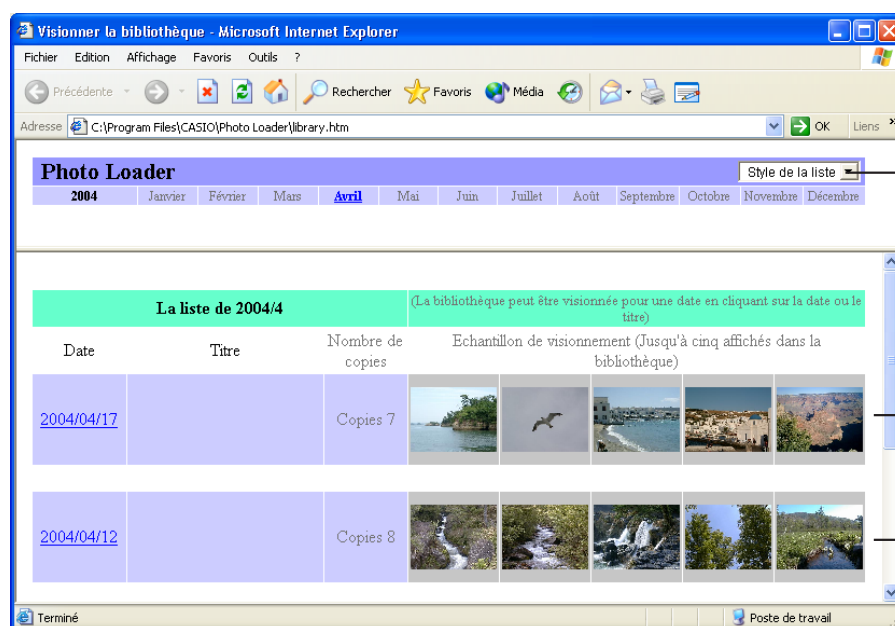 Visionner la bibliothèque - Microsoft Internet Explorer
Fichier Edition Affichage Favoris Outils ?
Précédente Rechercher Favoris Média
Adresse C:\Program Files\CASIO\Photo Loader\library.htm OK Liens »
Photo Loader Style de la liste
2004 Janvier Février Mars Avril Mai Juin Juillet Août Septembre Octobre Novembre Décembre
La liste de 2004/4
(La bibliothèque peut être visionnée pour une date en cliquant sur la date ou le
titre)
Date
Titre
Nombre de
copies
Echantillon de visionnement (Jusqu'à cinq affichés dans la
bibliothèque)
2004/04/17 Copies 7
2004/04/12 Copies 8
Terminé Poste de travail